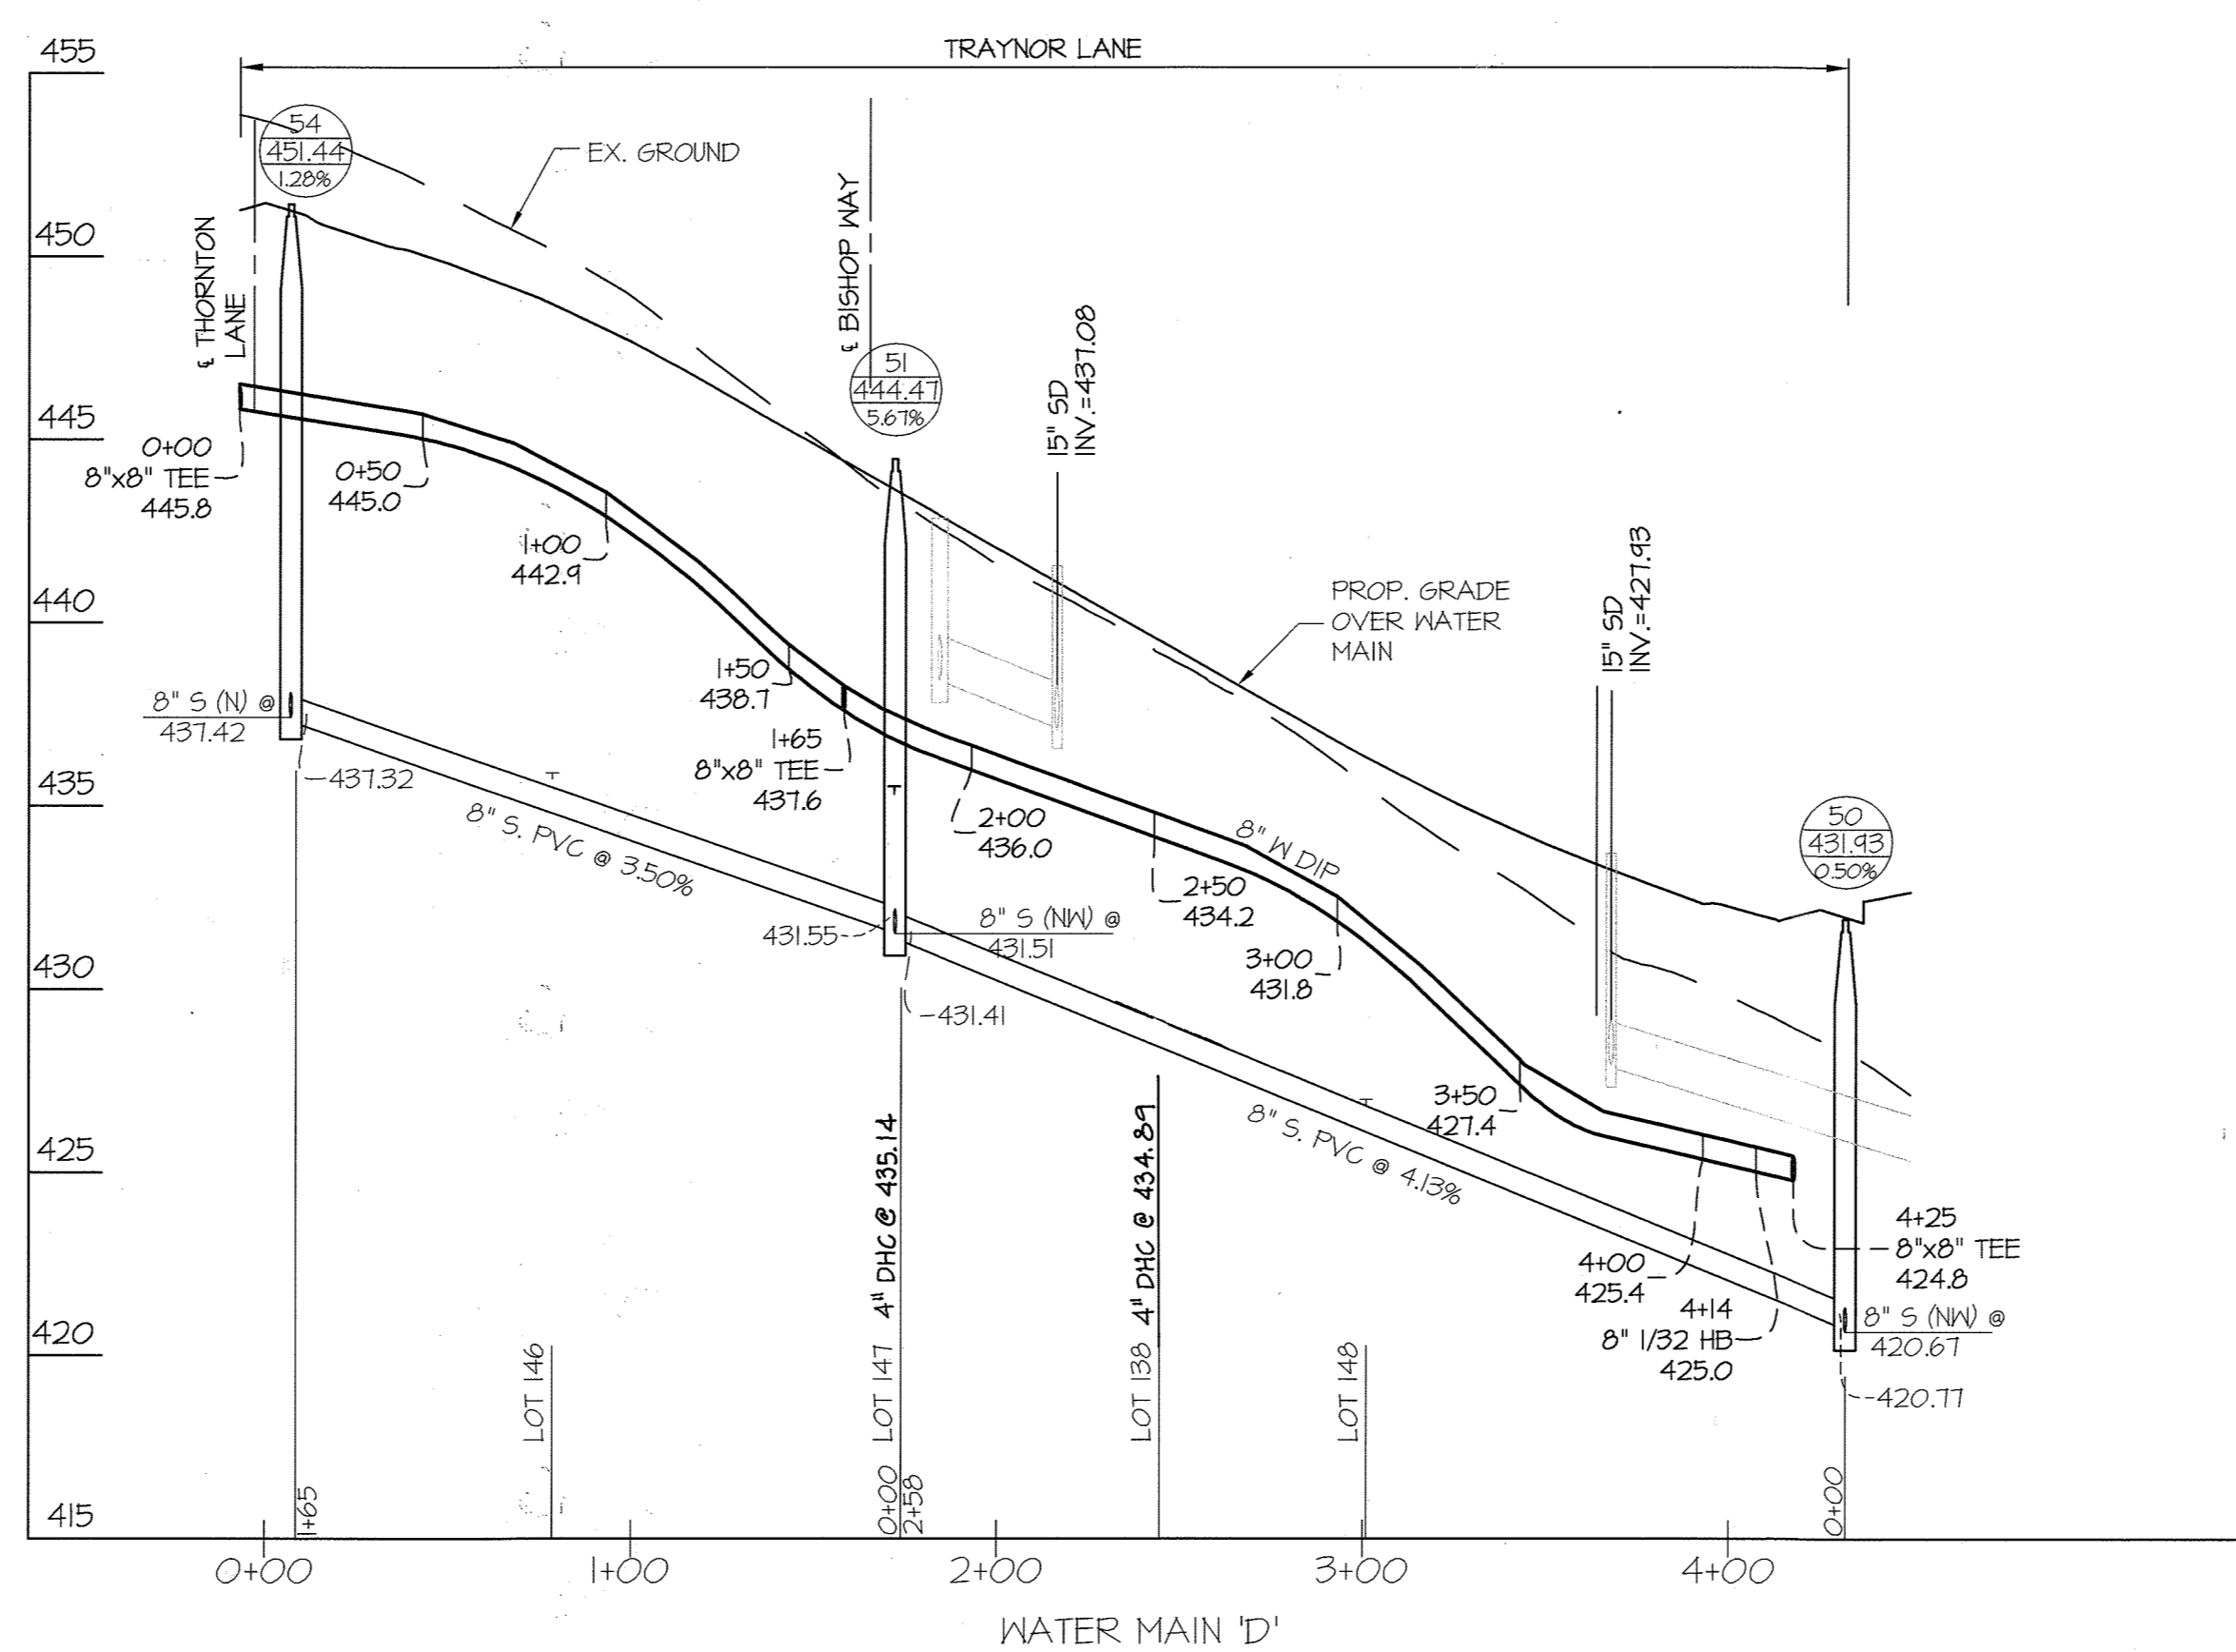 455
TRAYNOR LANE
54
451.44
1.28%
EX. GROUND
450
℄ THORNTON
LANE
℄ BISHOP WAY
51
444.47
5.67%
15" SD
INV.=437.08
445
0+00
8"x8" TEE
445.8
0+50
445.0
1+00
442.9
440
PROP. GRADE
OVER WATER
MAIN
15" SD
INV.=427.93
1+50
438.7
8" S (N) @
437.42
437.32
1+65
8"x8" TEE
437.6
435
8" S. PVC @ 3.50%
2+00
436.0
8" W DIP
2+50
434.2
50
431.93
0.50%
431.55
8" S (NW) @
431.51
431.41
3+00
431.8
430
3+50
427.4
425
8" S. PVC @ 4.13%
4" DHC @ 435.14
4" DHC @ 434.89
4+00
425.4
4+14
8" 1/32 HB
425.0
4+25
8"x8" TEE
424.8
8" S (NW) @
420.67
420.77
420
LOT 146
LOT 147
LOT 138
LOT 148
415
1+65
0+00
2+58
0+00
0+00
1+00
2+00
3+00
4+00
WATER MAIN 'D'